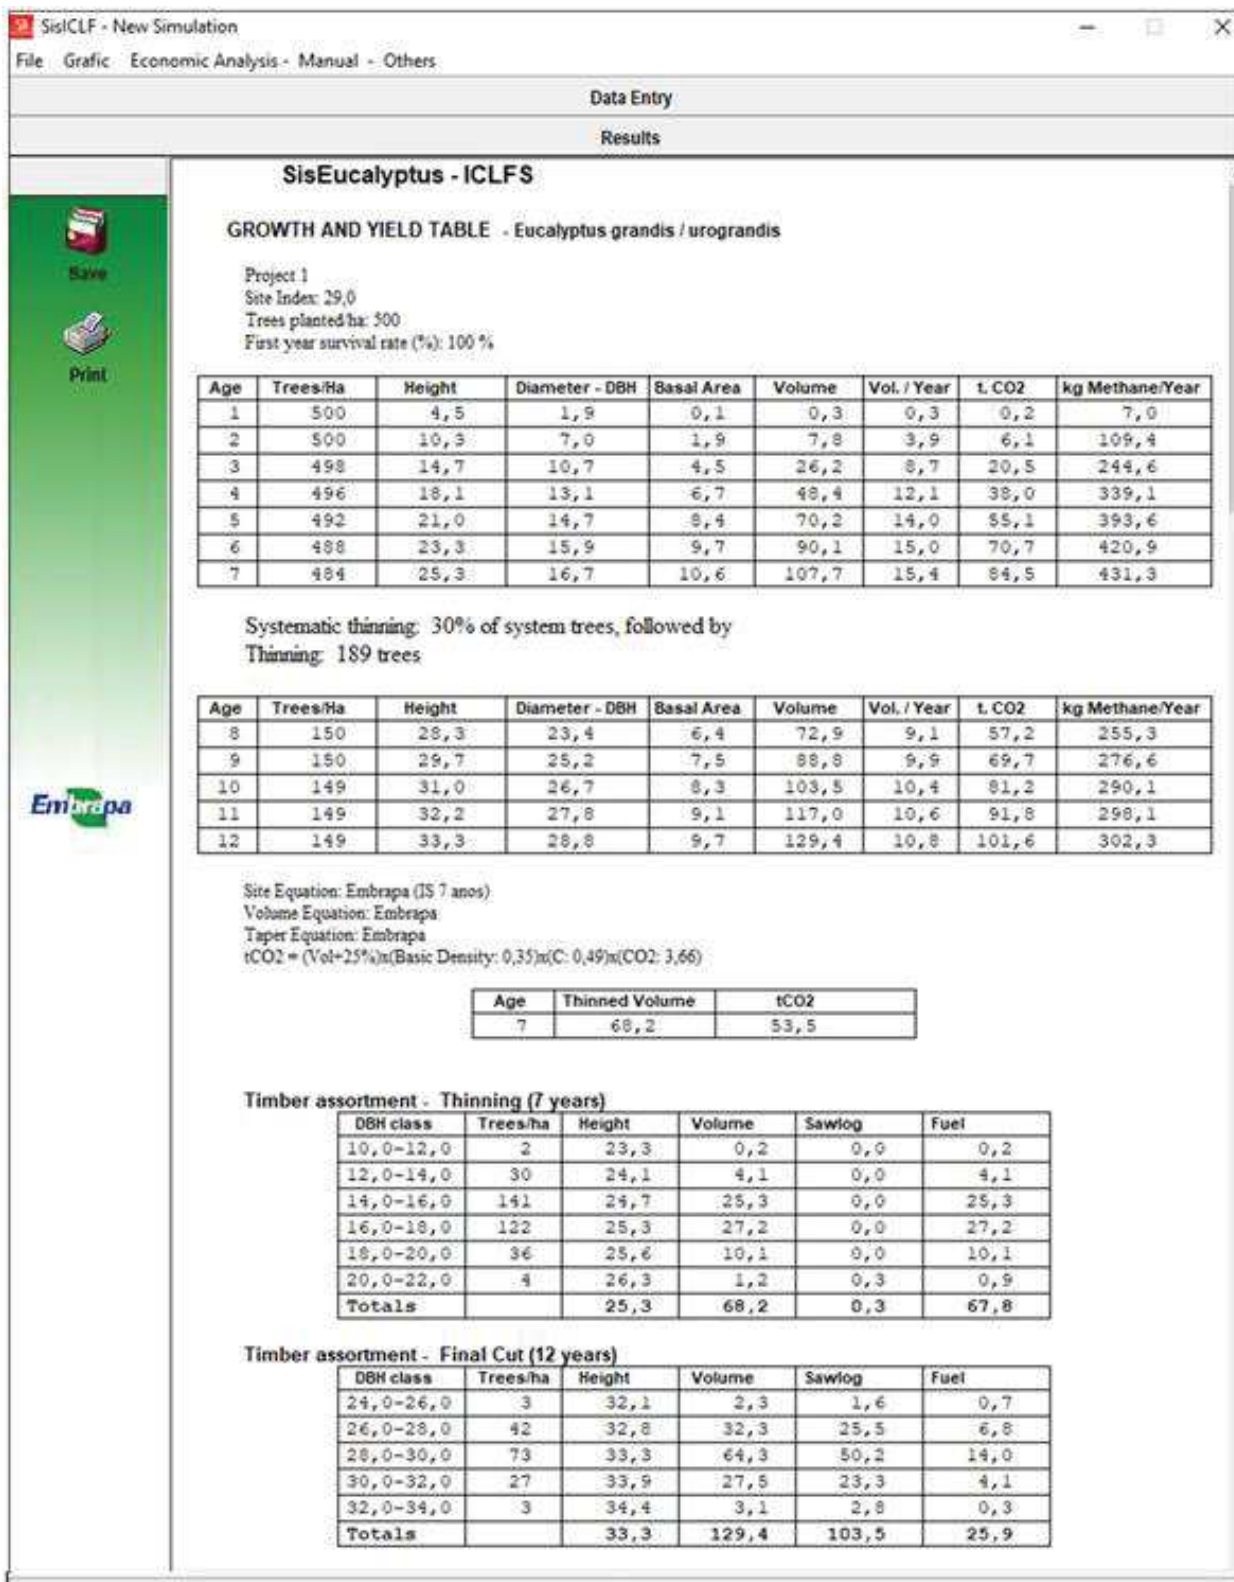 SisICLF - New Simulation
File Grafic Economic Analysis - Manual - Others
Data Entry
Results
Save
Print
Embrapa
SisEucalyptus - ICLFS
GROWTH AND YIELD TABLE - Eucalyptus grandis / urograndis
Project 1
Site Index: 29,0
Trees planted/ha: 500
First year survival rate (%): 100 %
Age Trees/Ha Height Diameter - DBH Basal Area Volume Vol. / Year t. CO2 kg Methane/Year
1 500 4,5 1,9 0,1 0,3 0,3 0,2 7,0
2 500 10,3 7,0 1,9 7,8 3,9 6,1 109,4
3 498 14,7 10,7 4,5 26,2 8,7 20,5 244,6
4 496 18,1 13,1 6,7 48,4 12,1 38,0 339,1
5 492 21,0 14,7 8,4 70,2 14,0 55,1 393,6
6 488 23,3 15,9 9,7 90,1 15,0 70,7 420,9
7 484 25,3 16,7 10,6 107,7 15,4 84,5 431,3
Systematic thinning: 30% of system trees, followed by
Thinning: 189 trees
Age Trees/Ha Height Diameter - DBH Basal Area Volume Vol. / Year t. CO2 kg Methane/Year
8 150 28,3 23,4 6,4 72,9 9,1 57,2 255,3
9 150 29,7 25,2 7,5 88,8 9,9 69,7 276,6
10 149 31,0 26,7 8,3 103,5 10,4 81,2 290,1
11 149 32,2 27,8 9,1 117,0 10,6 91,8 298,1
12 149 33,3 28,8 9,7 129,4 10,8 101,6 302,3
Site Equation: Embrapa (IS 7 anos)
Volume Equation: Embrapa
Taper Equation: Embrapa
tCO2 = (Vol+25%)x(Basic Density: 0,35)x(C: 0,49)x(CO2: 3,66)
Age Thinned Volume tCO2
7 68,2 53,5
Timber assortment - Thinning (7 years)
DBH class Trees/ha Height Volume Sawlog Fuel
10,0-12,0 2 23,3 0,2 0,0 0,2
12,0-14,0 30 24,1 4,1 0,0 4,1
14,0-16,0 141 24,7 25,3 0,0 25,3
16,0-18,0 122 25,3 27,2 0,0 27,2
18,0-20,0 36 25,6 10,1 0,0 10,1
20,0-22,0 4 26,3 1,2 0,3 0,9
Totals 25,3 68,2 0,3 67,8
Timber assortment - Final Cut (12 years)
DBH class Trees/ha Height Volume Sawlog Fuel
24,0-26,0 3 32,1 2,3 1,6 0,7
26,0-28,0 42 32,8 32,3 25,5 6,8
28,0-30,0 73 33,3 64,3 50,2 14,0
30,0-32,0 27 33,9 27,5 23,3 4,1
32,0-34,0 3 34,4 3,1 2,8 0,3
Totals 33,3 129,4 103,5 25,9